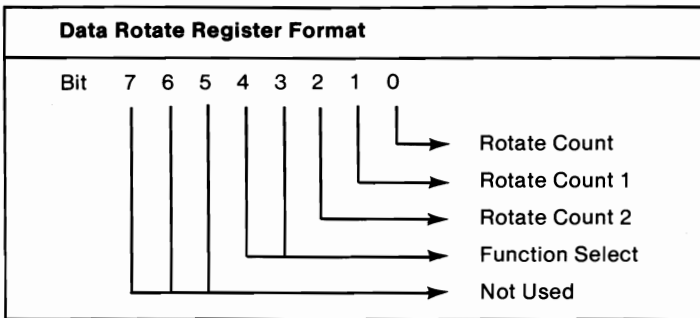 Data Rotate Register Format
Bit 7 6 5 4 3 2 1 0
Rotate Count
Rotate Count 1
Rotate Count 2
Function Select
Not Used